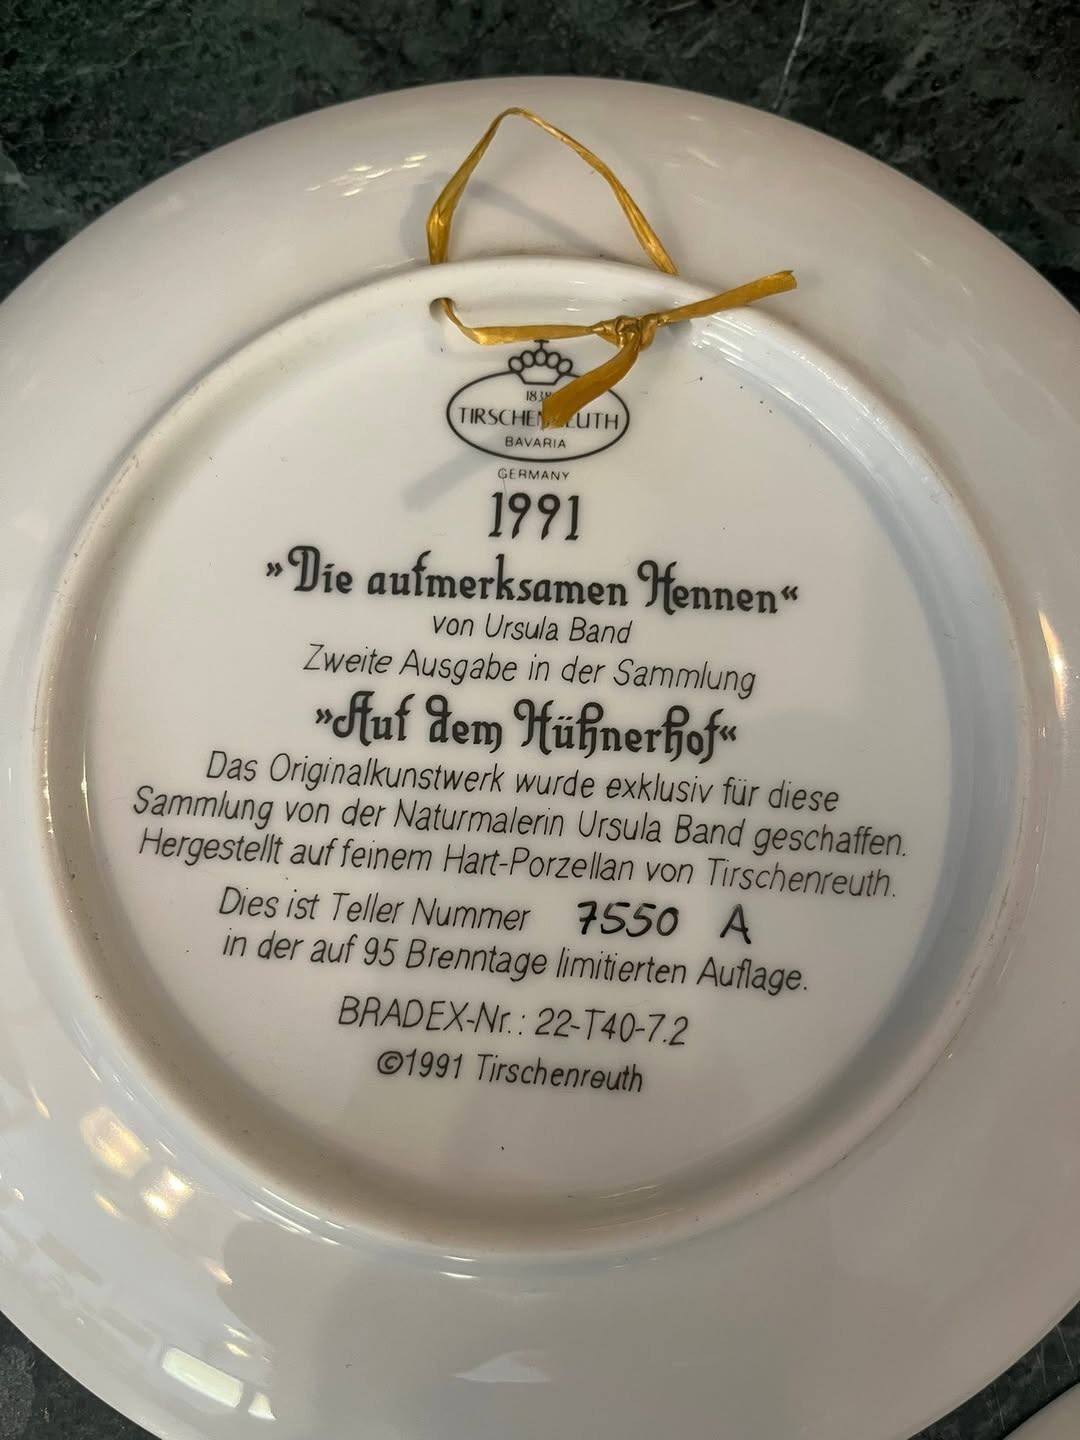 1838
TIRSCHENREUTH
BAVARIA
GERMANY
1991
»Die aufmerksamen Hennen«
von Ursula Band
Zweite Ausgabe in der Sammlung
»Auf dem Hühnerhof«
Das Originalkunstwerk wurde exklusiv für diese
Sammlung von der Naturmalerin Ursula Band geschaffen.
Hergestellt auf feinem Hart-Porzellan von Tirschenreuth.
Dies ist Teller Nummer 7550 A
in der auf 95 Brenntage limitierten Auflage.
BRADEX-Nr.: 22-T40-7.2
©1991 Tirschenreuth